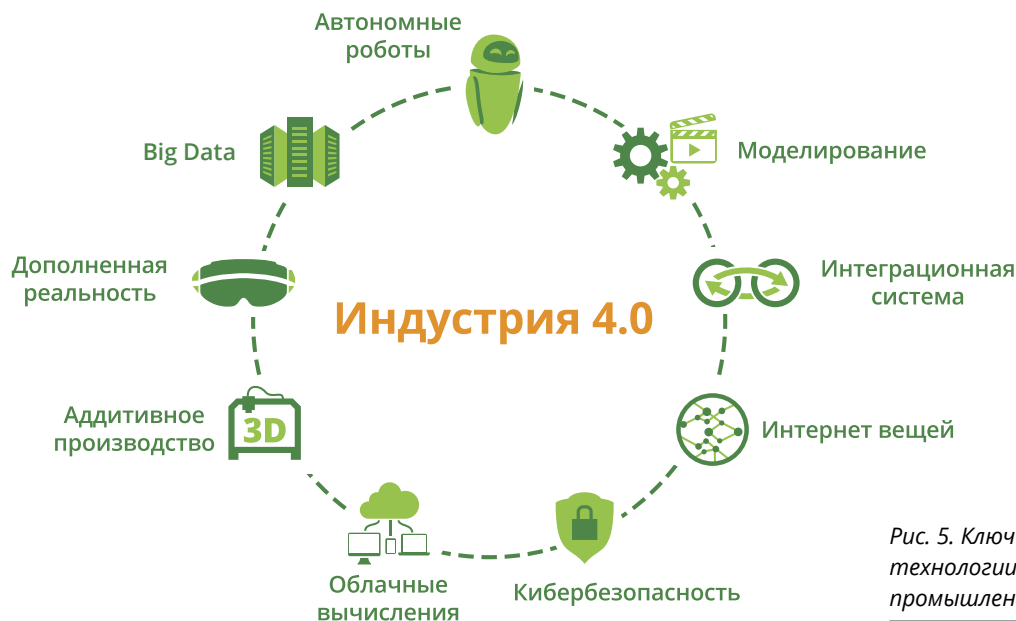 Автономные
роботы
Big Data
Моделирование
Дополненная
реальность
Интеграционная
система
Индустрия 4.0
Аддитивное
производство
3D
Интернет вещей
Облачные
вычисления
Кибербезопасность
Рис. 5. Ключ
технологии
промышлен